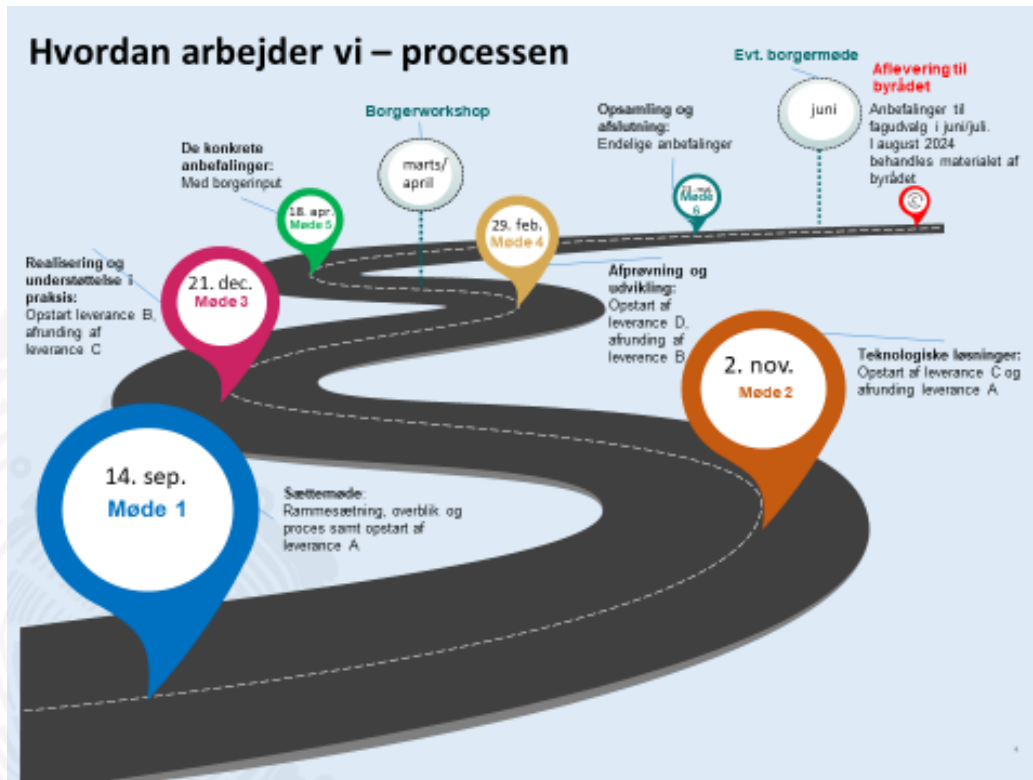 Hvordan arbejder vi – processen
Evt. borgermøde
juni
Aflevering til
byrådet
Anbefalinger til
fagudvalg i juni/juli.
I august 2024
behandles materialet af
byrådet
Borgerworkshop
marts/
april
Opsamling og
afslutning:
Endelige anbefalinger
Møde
6
De konkrete
anbefalinger:
Med borgerinput
18. apr.
Møde 5
29. feb.
Møde 4
Realisering og
understøttelse i
praksis:
Opstart leverance B,
afrunding af
leverance C
21. dec.
Møde 3
Afprøvning og
udvikling:
Opstart af
leverance D,
afrunding af
leverence B
2. nov.
Møde 2
Teknologiske løsninger:
Opstart af leverance C og
afrunding leverance A
14. sep.
Møde 1
Sættemøde:
Rammesætning, overblik og
proces samt opstart af
leverance A